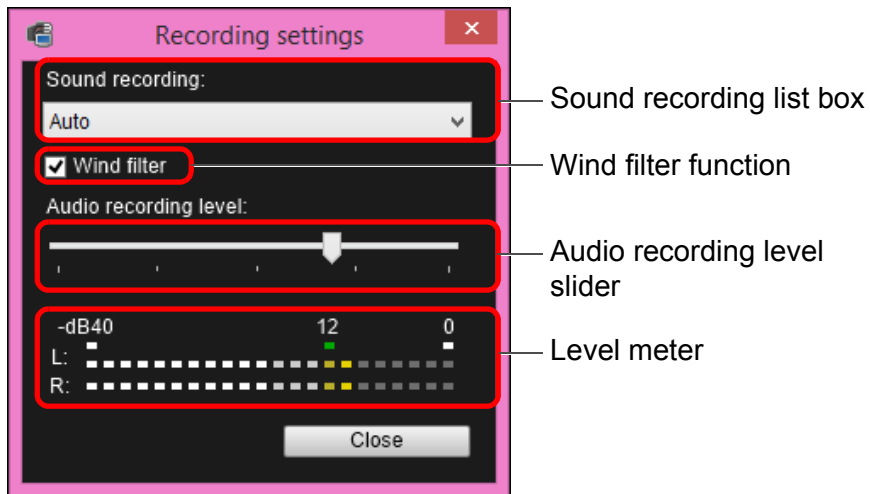 Recording settings
Sound recording:
Auto
Sound recording list box
Wind filter
Wind filter function
Audio recording level:
Audio recording level
slider
-dB40 12 0
L:
R:
Level meter
Close